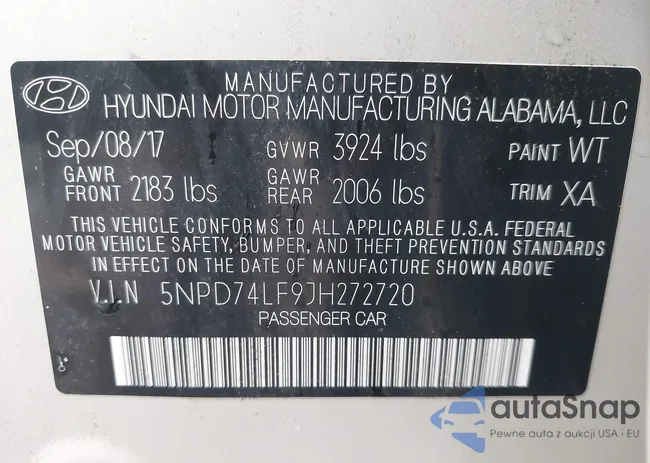 MANUFACTURED BY
HYUNDAI MOTOR MANUFACTURING ALABAMA, LLC
Sep/08/17 GVWR 3924 lbs PAINT WT
GAWR FRONT 2183 lbs GAWR REAR 2006 lbs TRIM XA
THIS VEHICLE CONFORMS TO ALL APPLICABLE U.S.A. FEDERAL
MOTOR VEHICLE SAFETY, BUMPER, AND THEFT PREVENTION STANDARDS
IN EFFECT ON THE DATE OF MANUFACTURE SHOWN ABOVE.
V.I.N 5NPD74LF9JH272720
PASSENGER CAR
autaSnap
Pewne auta z aukcji USA i EU